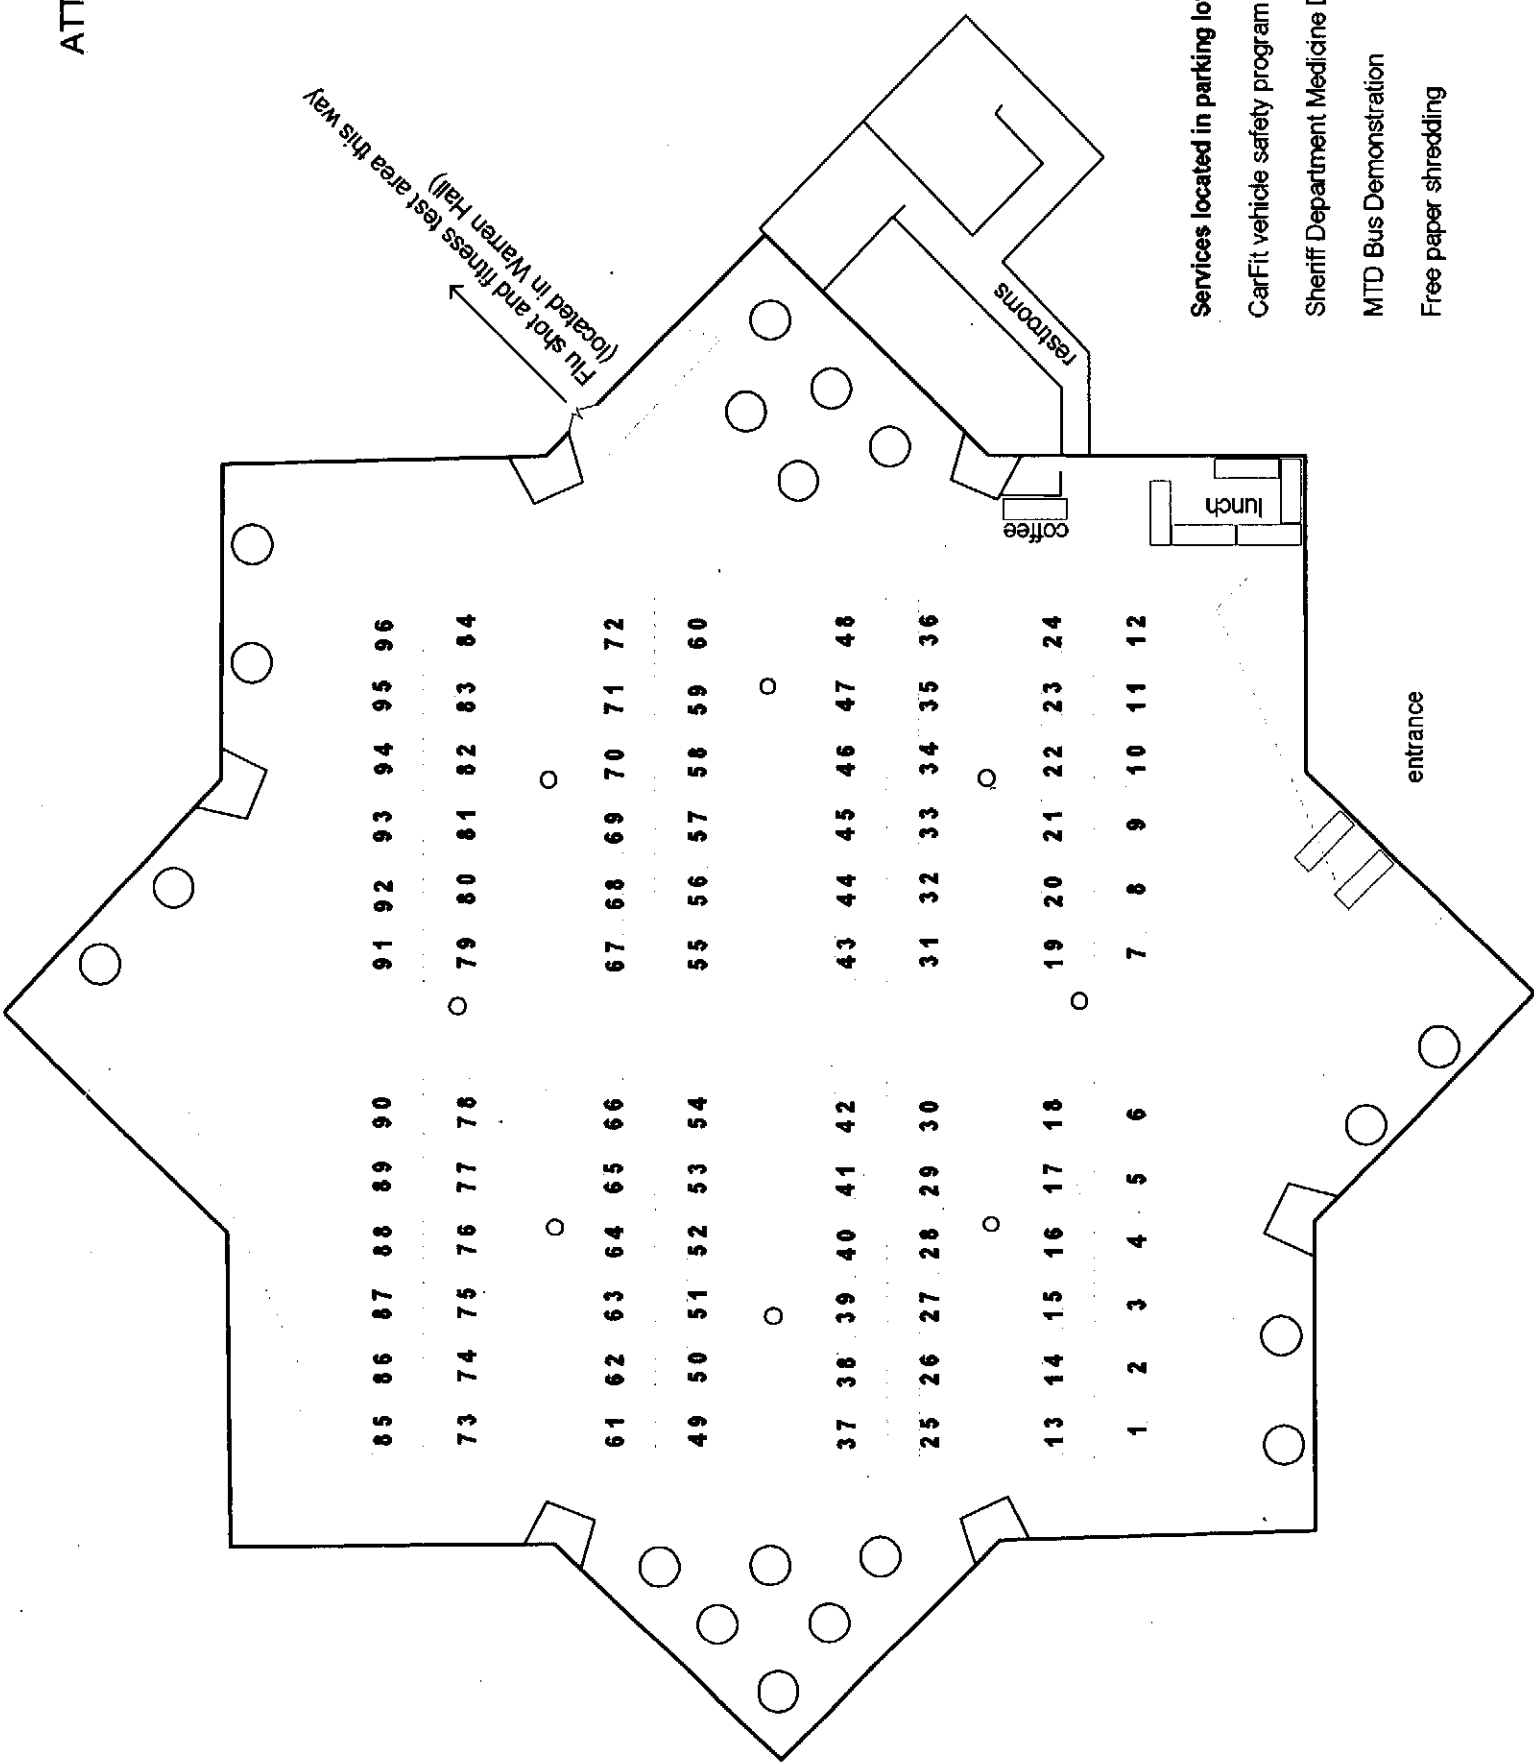 ATT
Flu shot and fitness test area this way
(located in Warren Hall)
85 86 87 88 89 90 91 92 93 94 95 96
73 74 75 76 77 78 79 80 81 82 83 84
61 62 63 64 65 66 67 68 69 70 71 72
49 50 51 52 53 54 55 56 57 58 59 60
37 38 39 40 41 42 43 44 45 46 47 48
25 26 27 28 29 30 31 32 33 34 35 36
13 14 15 16 17 18 19 20 21 22 23 24
1 2 3 4 5 6 7 8 9 10 11 12
restrooms
coffee
lunch
entrance
Services located in parking lo
CarFit vehicle safety program
Sheriff Department Medicine D
MTD Bus Demonstration
Free paper shredding